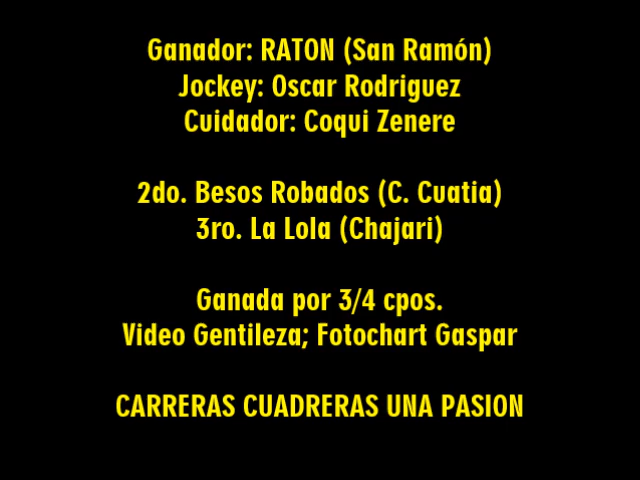 Ganador: RATON (San Ramón)
Jockey: Oscar Rodriguez
Cuidador: Coqui Zenere
2do. Besos Robados (C. Cuatia)
3ro. La Lola (Chajari)
Ganada por 3/4 cpos.
Video Gentileza; Fotochart Gaspar
CARRERAS CUADRERAS UNA PASION